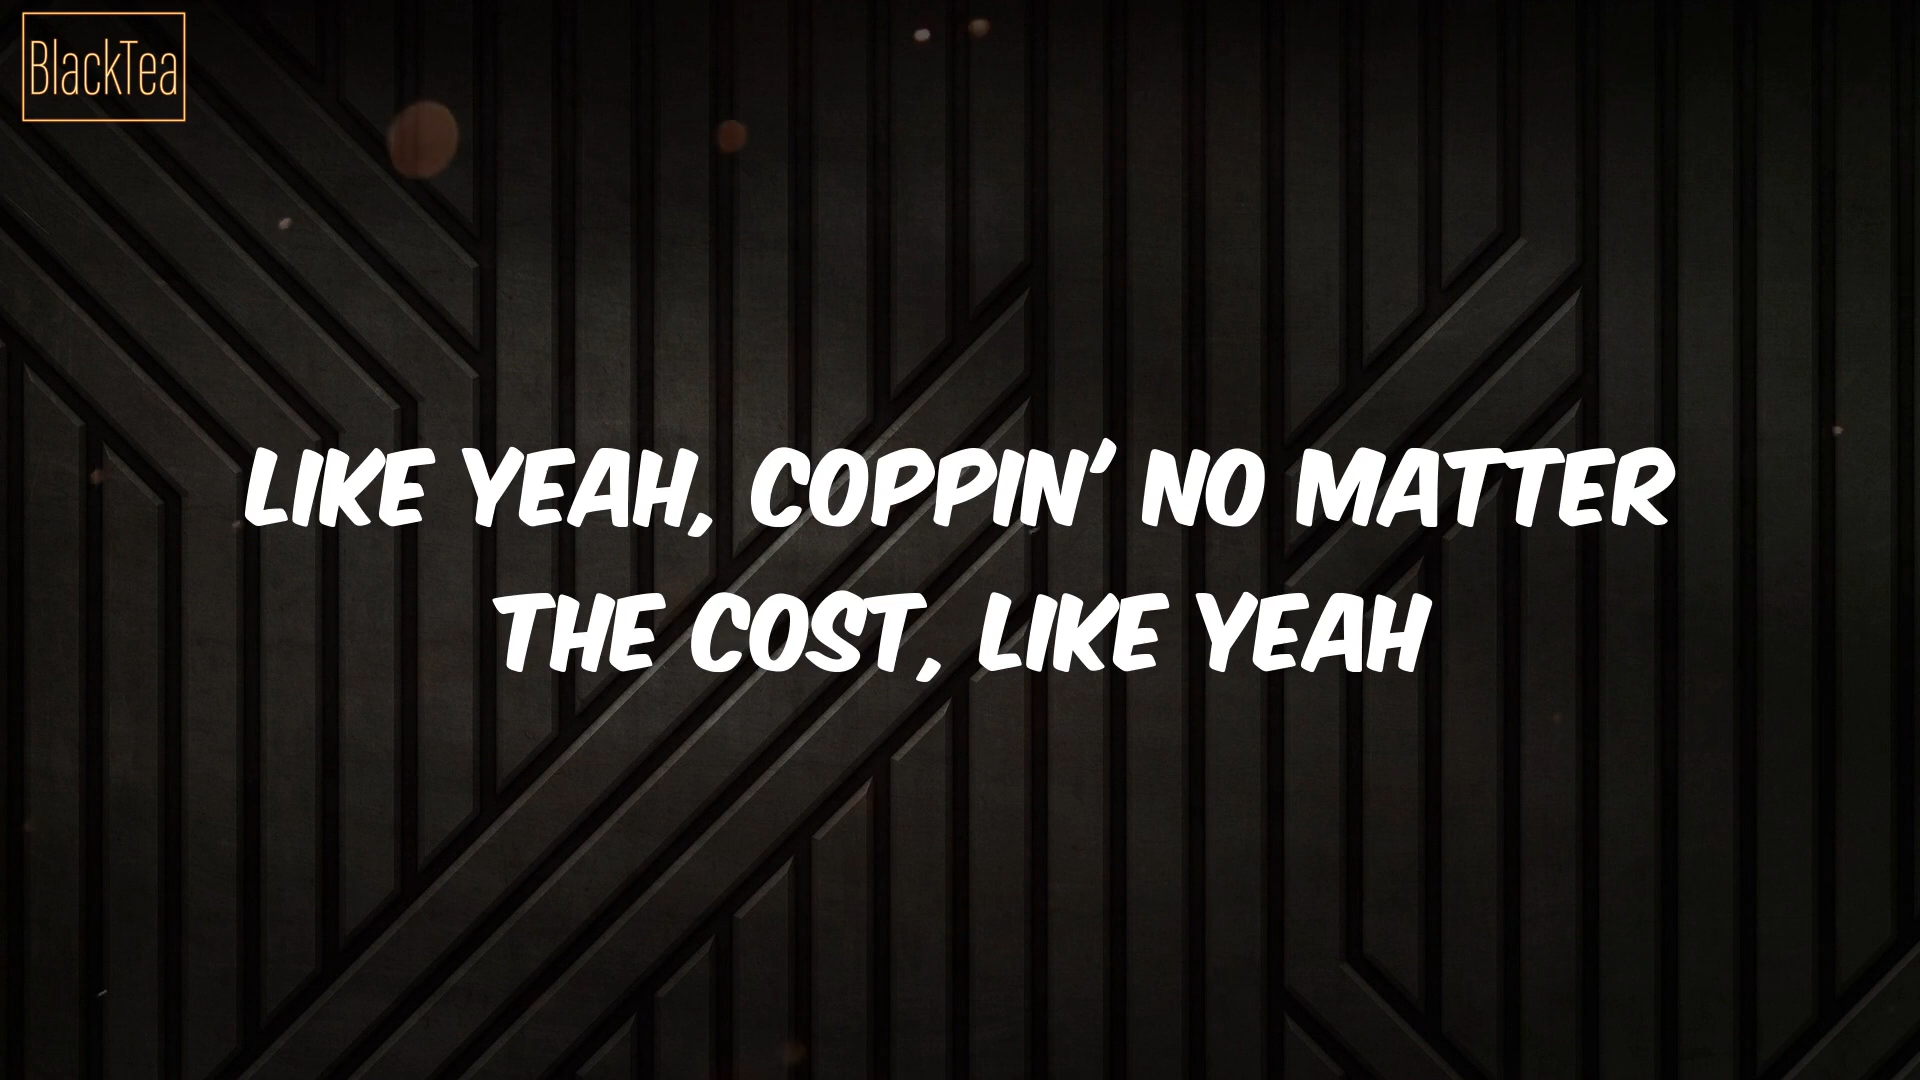 BlackTea
LIKE YEAH, COPPIN' NO MATTER
THE COST, LIKE YEAH